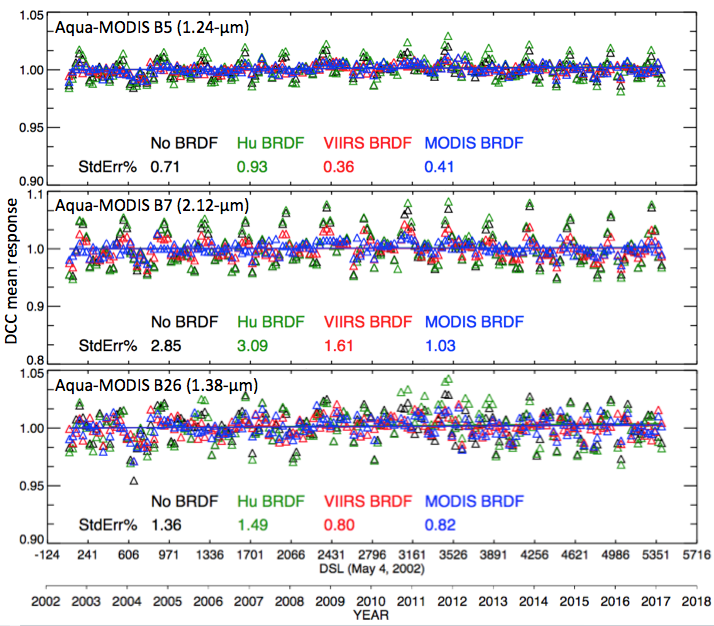 1.05
Aqua-MODIS B5 (1.24-µm)
1.00
0.95
No BRDF Hu BRDF VIIRS BRDF MODIS BRDF
StdErr% 0.71 0.93 0.36 0.41
0.90
1.1
Aqua-MODIS B7 (2.12-µm)
1.0
DCC mean response
0.9
No BRDF Hu BRDF VIIRS BRDF MODIS BRDF
StdErr% 2.85 3.09 1.61 1.03
0.8
1.05
Aqua-MODIS B26 (1.38-µm)
1.00
0.95
No BRDF Hu BRDF VIIRS BRDF MODIS BRDF
StdErr% 1.36 1.49 0.80 0.82
0.90
-124 241 606 971 1336 1701 2066 2431 2796 3161 3526 3891 4256 4621 4986 5351 5716
DSL (May 4, 2002)
2002 2003 2004 2005 2006 2007 2008 2009 2010 2011 2012 2013 2014 2015 2016 2017 2018
YEAR